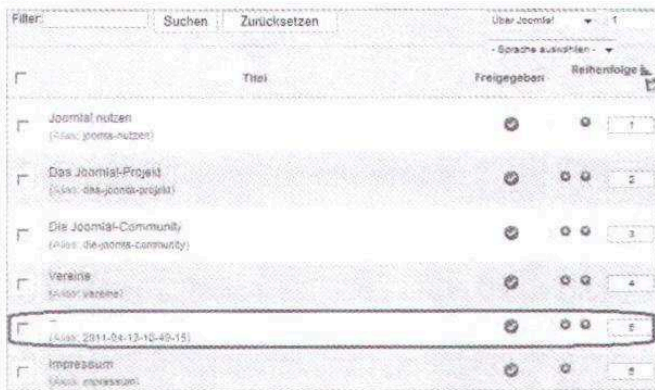 Filter: Suchen Zurücksetzen Über Joomla! 1
- Sprache auswählen -
Titel Freigegeben Reihenfolge
Joomla! nutzen 1
(Alias: joomla-nutzen)
Das Joomla!-Projekt 2
(Alias: das-joomla-projekt)
Die Joomla!-Community 3
(Alias: die-joomla-community)
Vereine 4
(Alias: vereine)
- 5
(Alias: 2011-04-13-10-49-15)
Impressum 6
(Alias: impressum)